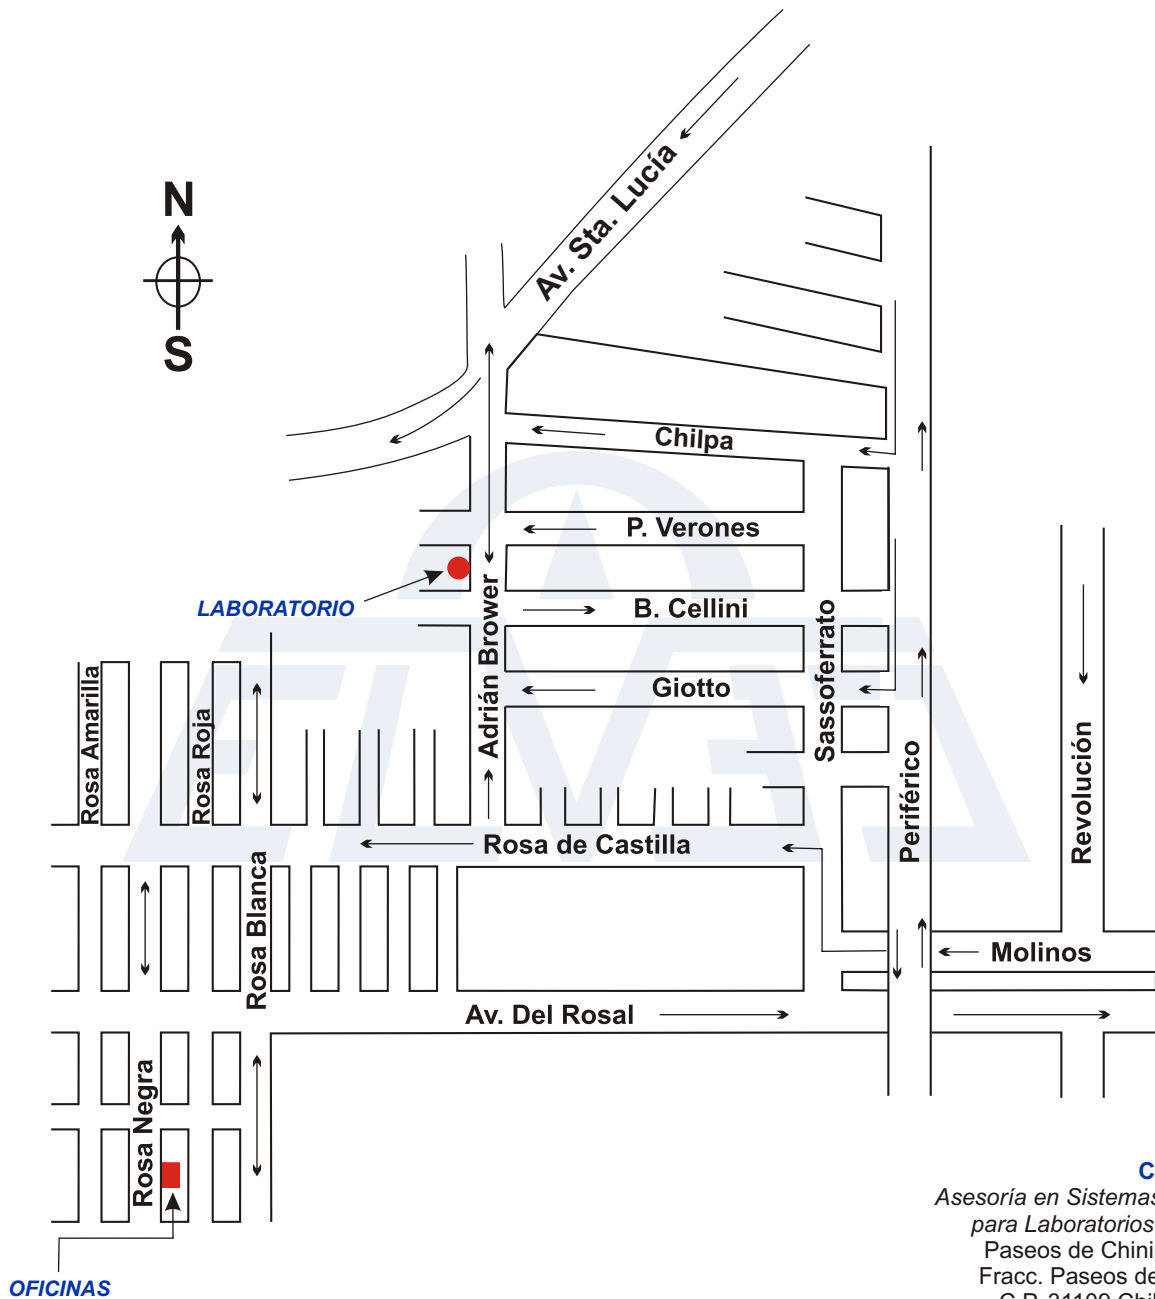 Av. Sta. Lucía
N
S
Chilpa
P. Verones
LABORATORIO
B. Cellini
Adrián Brower
Sassoferrato
Giotto
Rosa Amarilla
Rosa Roja
Periférico
Revolución
Rosa de Castilla
Rosa Blanca
Molinos
Av. Del Rosal
Rosa Negra
OFICINAS
ELMEJ
C
Asesoría en Sistemas
para Laboratorios
Paseos de Chini
Fracc. Paseos de